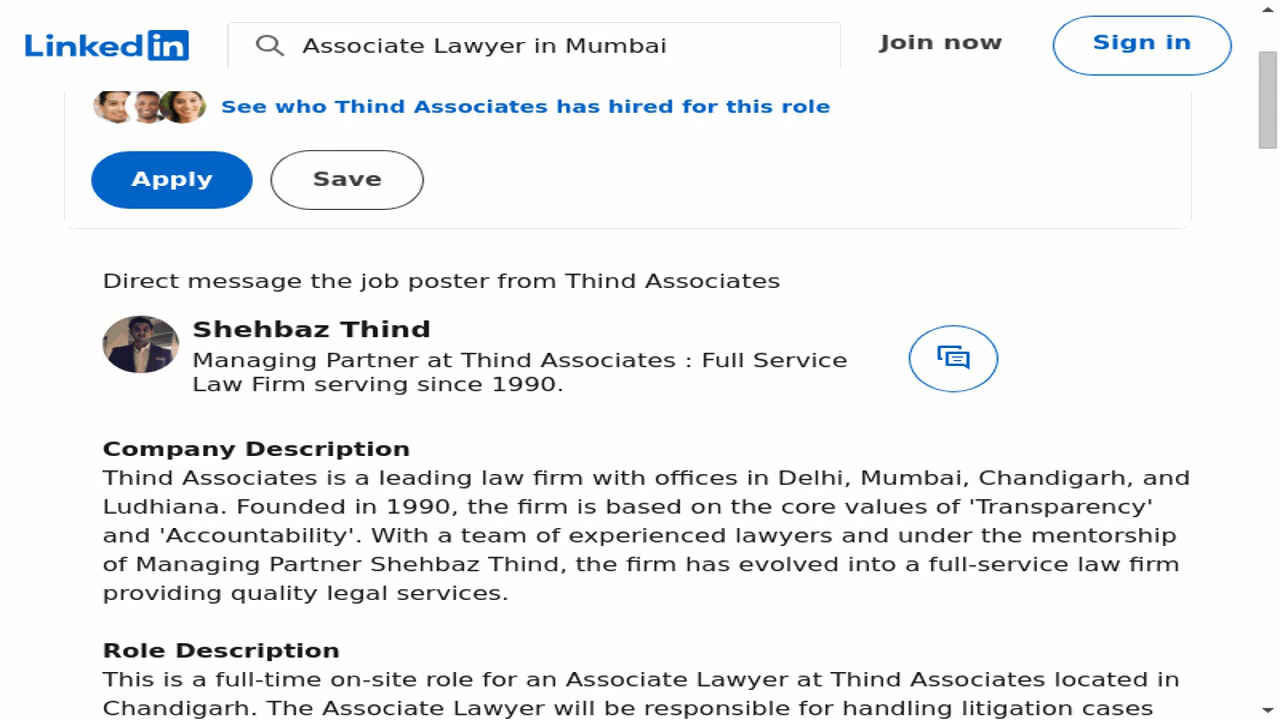 LinkedIn
Associate Lawyer in Mumbai
Join now
Sign in
See who Thind Associates has hired for this role
Apply
Save
Direct message the job poster from Thind Associates
Shehbaz Thind
Managing Partner at Thind Associates : Full Service
Law Firm serving since 1990.
Company Description
Thind Associates is a leading law firm with offices in Delhi, Mumbai, Chandigarh, and
Ludhiana. Founded in 1990, the firm is based on the core values of 'Transparency'
and 'Accountability'. With a team of experienced lawyers and under the mentorship
of Managing Partner Shehbaz Thind, the firm has evolved into a full-service law firm
providing quality legal services.
Role Description
This is a full-time on-site role for an Associate Lawyer at Thind Associates located in
Chandigarh. The Associate Lawyer will be responsible for handling litigation cases